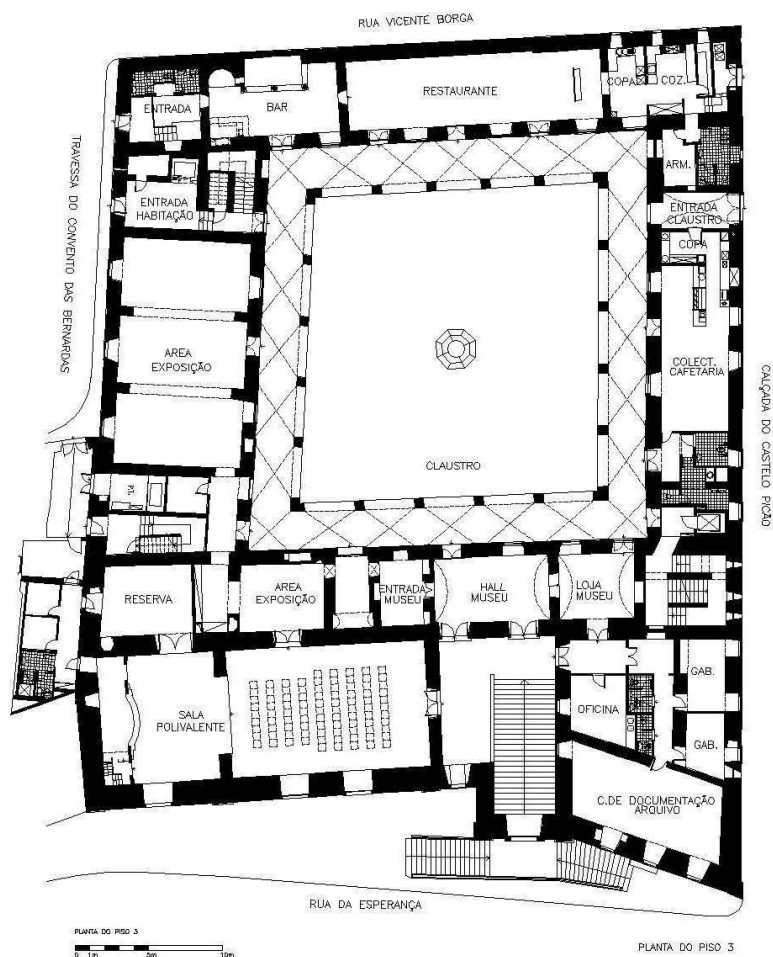 RUA VICENTE BORGA
COPA
COZ.
ENTRADA
BAR
RESTAURANTE
TRAVESSA DO CONVENTO DAS BERNARDAS
ARM.
ENTRADA
HABITAÇÃO
ENTRADA
CLAUSTRO
COPA
AREA
EXPOSIÇÃO
COLECT.
CAFETARIA
CALÇADA DO CASTELO PICÃO
CLAUSTRO
P.T.
RESERVA
AREA
EXPOSIÇÃO
ENTRADA
MUSEU
HALL
MUSEU
LOJA
MUSEU
GAB.
SALA
POLIVALENTE
OFICINA
GAB.
C.DE DOCUMENTAÇÃO
ARQUIVO
RUA DA ESPERANÇA
PLANTA DO PISO 3
0 1m 5m 10m
PLANTA DO PISO 3